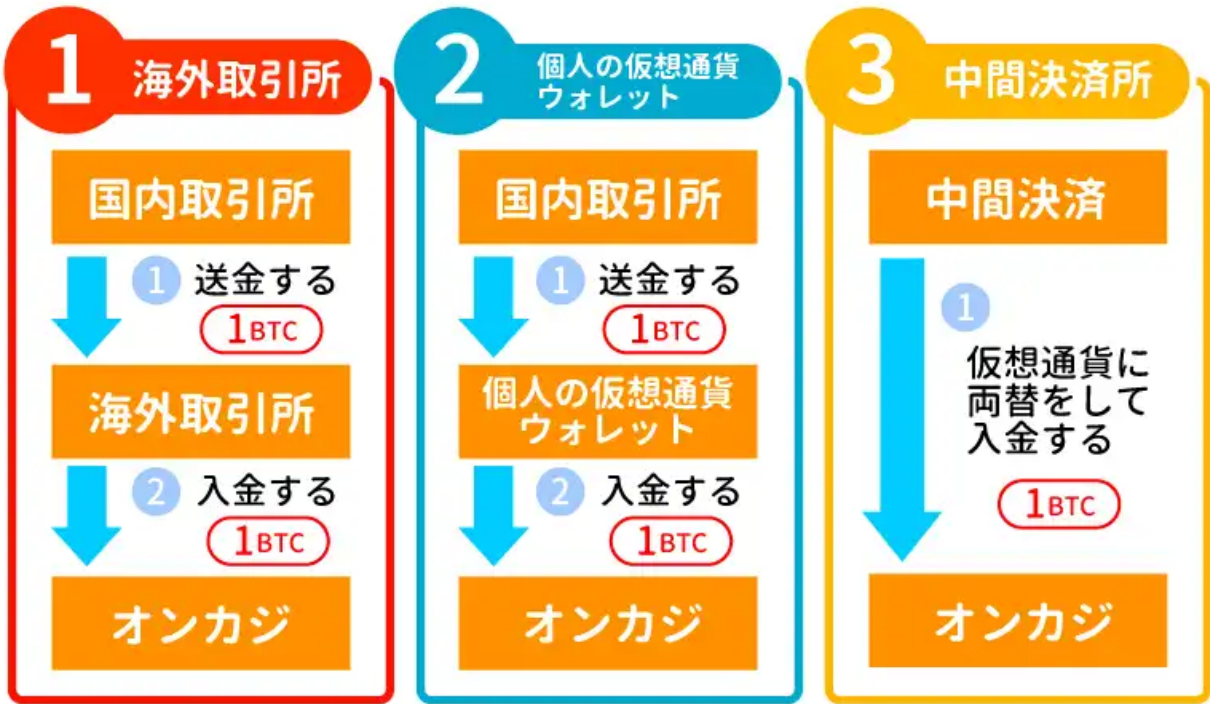 1
海外取引所
国内取引所
1 送金する
1BTC
海外取引所
2 入金する
1BTC
オンカジ
2
個人の仮想通貨
ウォレット
国内取引所
1 送金する
1BTC
個人の仮想通貨
ウォレット
2 入金する
1BTC
オンカジ
3
中間決済所
中間決済
1
仮想通貨に
両替をして
入金する
1BTC
オンカジ